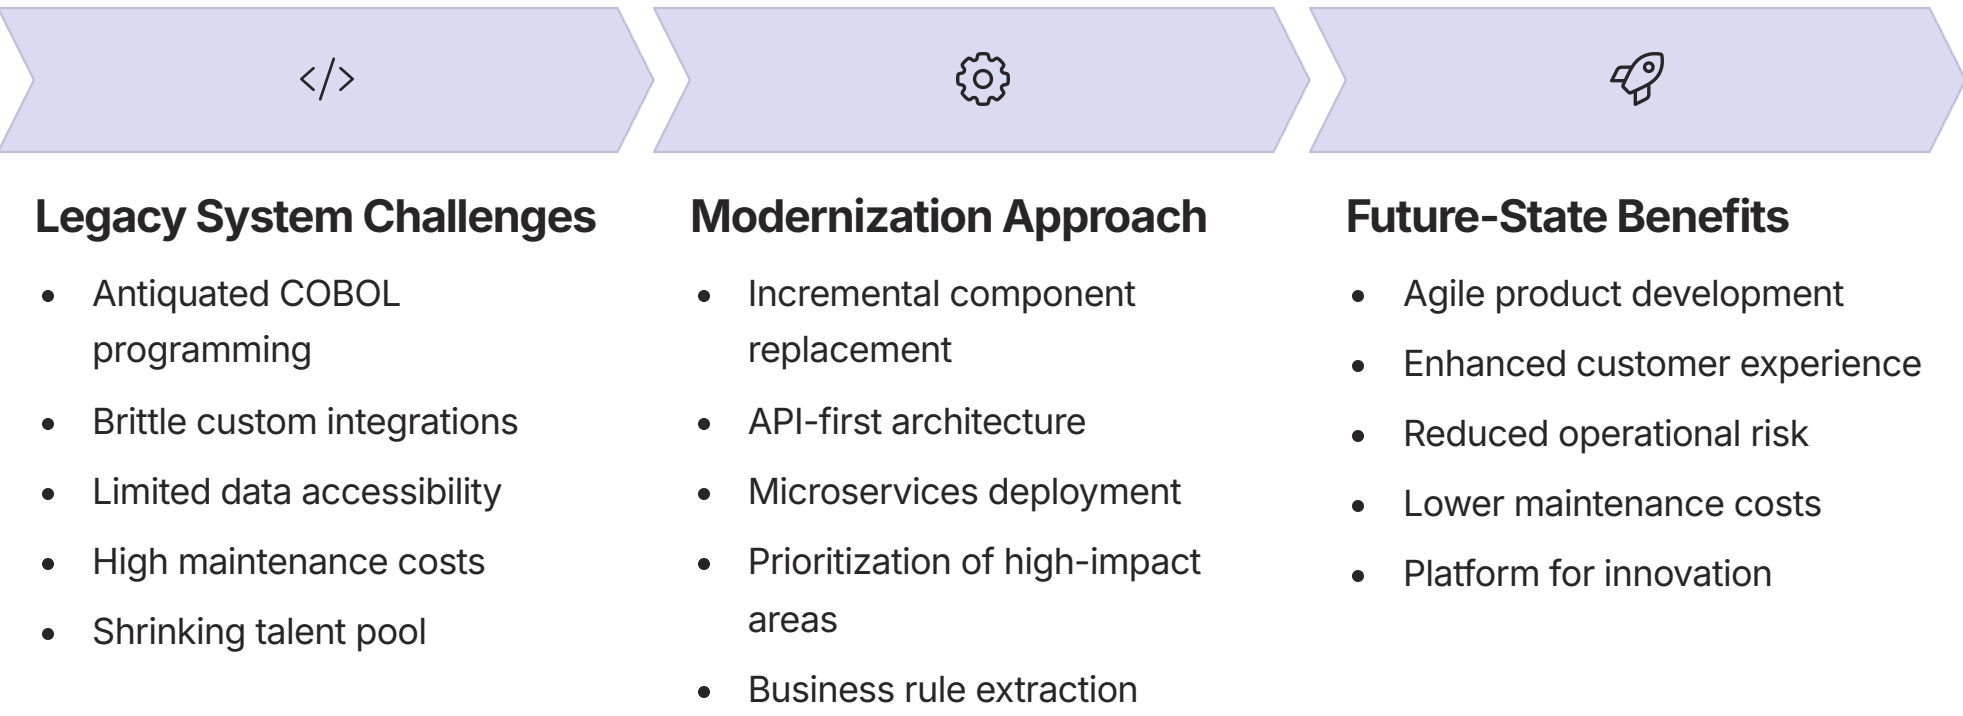 Legacy System Challenges
• Antiquated COBOL
programming
• Brittle custom integrations
• Limited data accessibility
• High maintenance costs
• Shrinking talent pool
Modernization Approach
• Incremental component
replacement
• API-first architecture
• Microservices deployment
• Prioritization of high-impact
areas
• Business rule extraction
Future-State Benefits
• Agile product development
• Enhanced customer experience
• Reduced operational risk
• Lower maintenance costs
• Platform for innovation